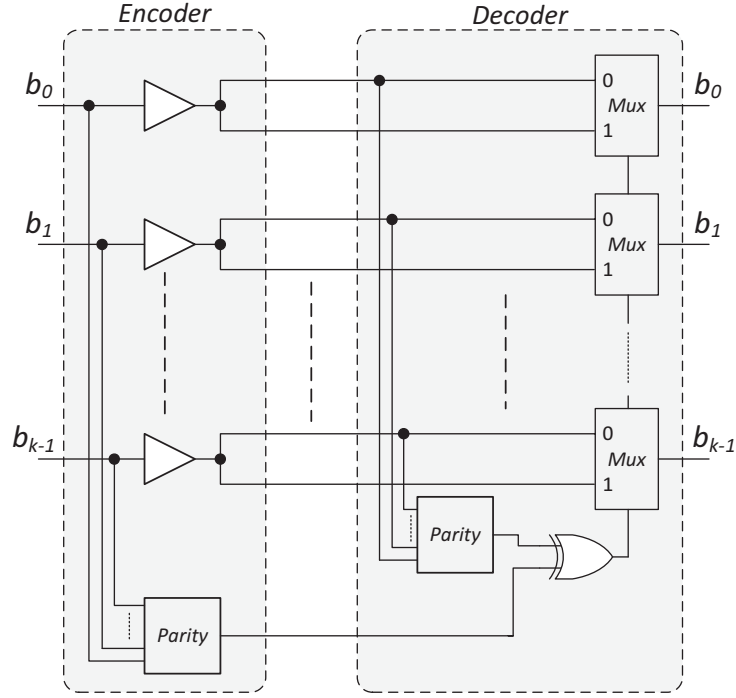 Encoder
Decoder
b0
0
Mux
1
b0
b1
0
Mux
1
b1
bk-1
0
Mux
1
bk-1
Parity
Parity